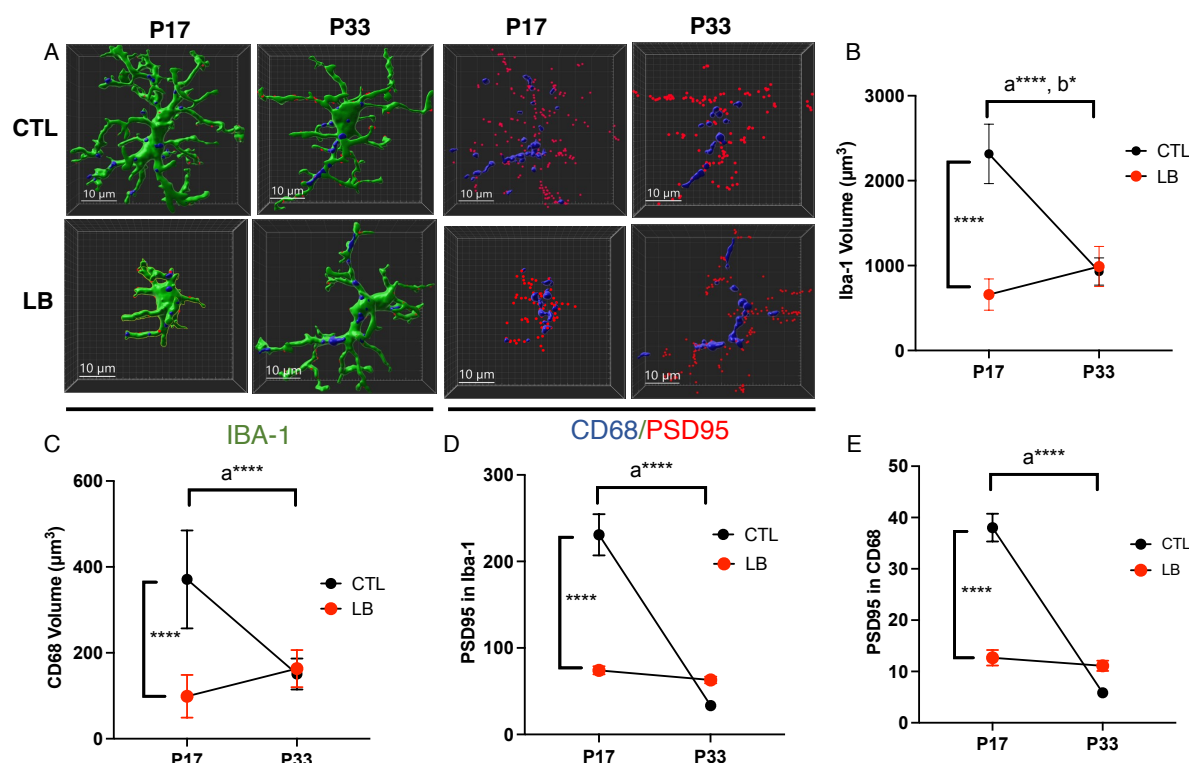 A
P17
P33
P17
P33
CTL
10 µm
10 µm
10 µm
10 µm
LB
10 µm
10 µm
10 µm
10 µm
IBA-1
CD68/PSD95
B
a****, b*
Iba-1 Volume (µm³)
3000
2000
1000
0
****
CTL
LB
P17
P33
C
a****
CD68 Volume (µm³)
600
400
200
0
****
CTL
LB
P17
P33
D
a****
PSD95 in Iba-1
300
200
100
0
****
CTL
LB
P17
P33
E
a****
PSD95 in CD68
50
40
30
20
10
0
****
CTL
LB
P17
P33